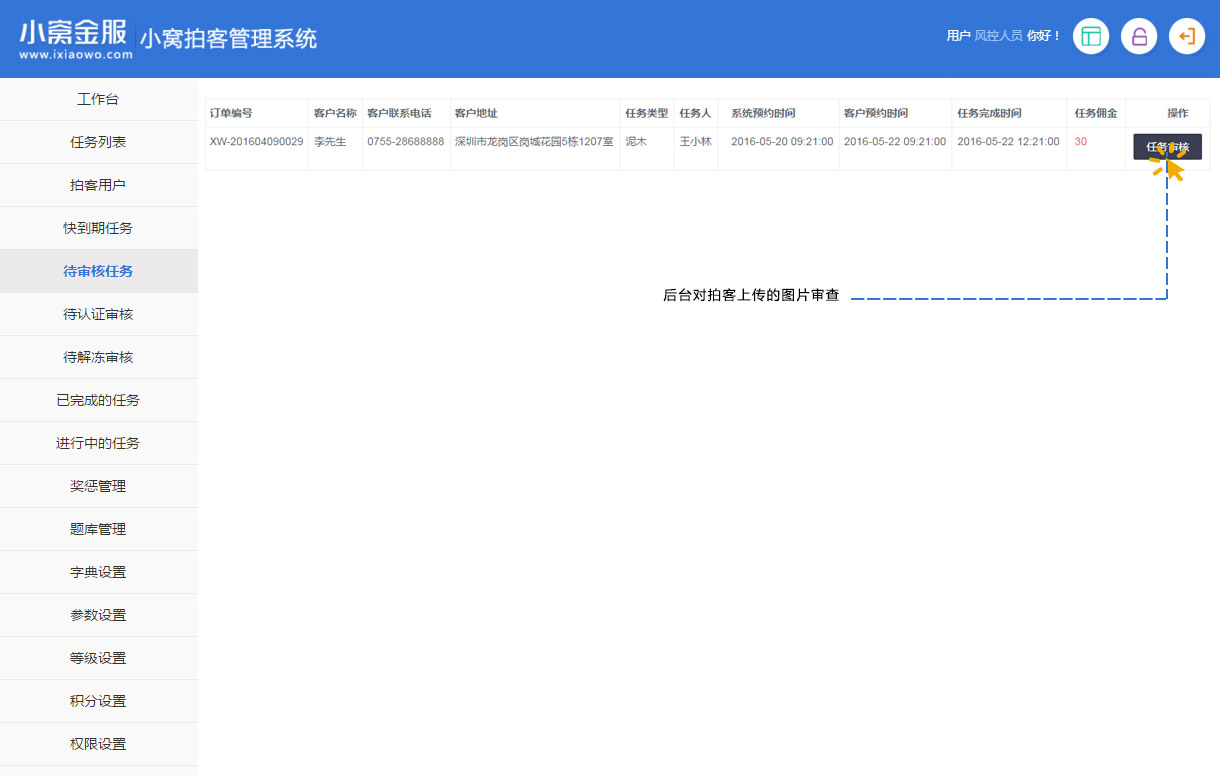 小窝金服
www.ixiaowo.com
小窝拍客管理系统
用户 风控人员 你好！
工作台
任务列表
拍客用户
快到期任务
待审核任务
待认证审核
待解冻审核
已完成的任务
进行中的任务
奖惩管理
题库管理
字典设置
参数设置
等级设置
积分设置
权限设置
订单编号 客户名称 客户联系电话 客户地址 任务类型 任务人 系统预约时间 客户预约时间 任务完成时间 任务佣金 操作
XW-201604090029 李先生 0755-28688888 深圳市龙岗区岗城花园5栋1207室 泥木 王小林 2016-05-20 09:21:00 2016-05-22 09:21:00 2016-05-22 12:21:00 30 任务审核
后台对拍客上传的图片审查